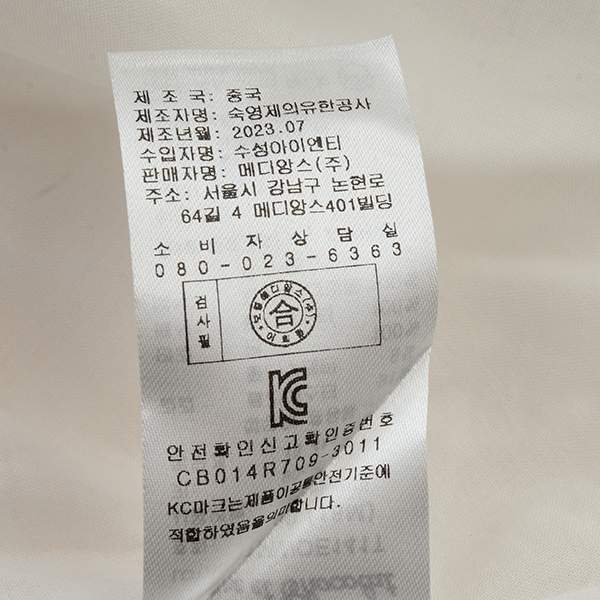 제 조 국: 중국
제조자명: 숙영제의유한공사
제조년월: 2023.07
수입자명: 수성아이엔티
판매자명: 메디앙스(주)
주소: 서울시 강남구 논현로
64길 4 메디앙스401빌딩
소 비 자 상 담 실
080-023-6363
검사필
合
KC
안전확인신고확인증번호
CB014R709-3011
KC마크는제품이공통안전기준에
적합하였음을의미합니다.